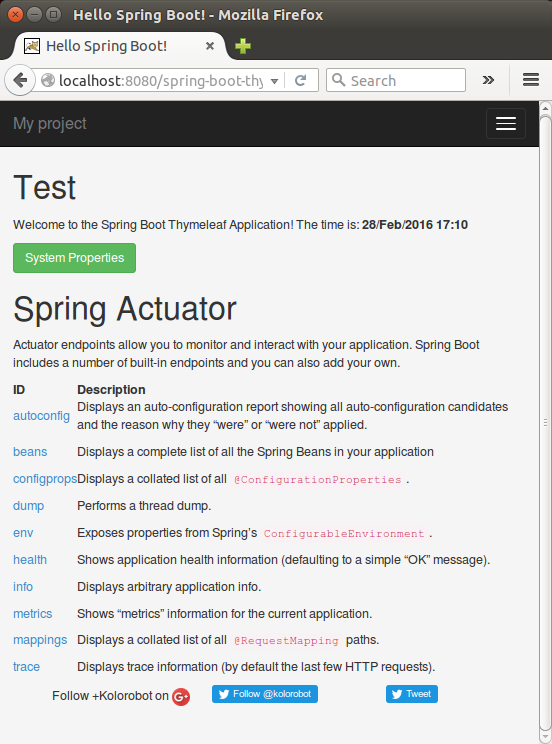 Hello Spring Boot! - Mozilla Firefox
Hello Spring Boot!
localhost:8080/spring-boot-thy
Search
My project
Test
Welcome to the Spring Boot Thymeleaf Application! The time is: 28/Feb/2016 17:10
System Properties
Spring Actuator
Actuator endpoints allow you to monitor and interact with your application. Spring Boot
includes a number of built-in endpoints and you can also add your own.
ID Description
autoconfig Displays an auto-configuration report showing all auto-configuration candidates
and the reason why they “were” or “were not” applied.
beans Displays a complete list of all the Spring Beans in your application
configprops Displays a collated list of all @ConfigurationProperties.
dump Performs a thread dump.
env Exposes properties from Spring’s ConfigurableEnvironment.
health Shows application health information (defaulting to a simple “OK” message).
info Displays arbitrary application info.
metrics Shows “metrics” information for the current application.
mappings Displays a collated list of all @RequestMapping paths.
trace Displays trace information (by default the last few HTTP requests).
Follow +Kolorobot on G+ Follow @kolorobot Tweet